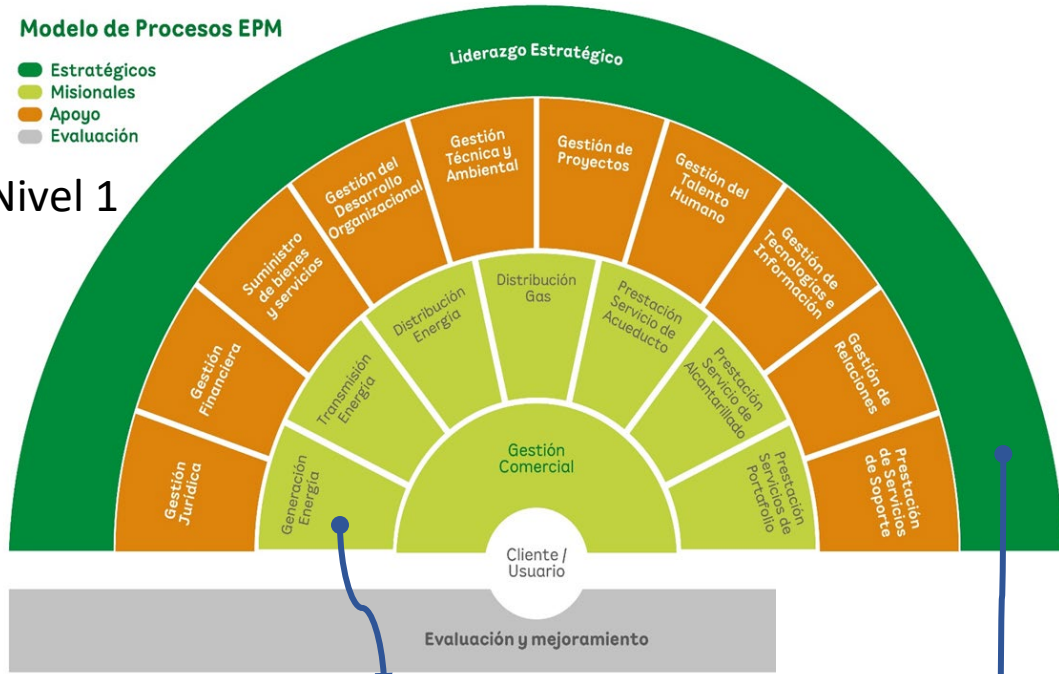 Modelo de Procesos EPM
Estratégicos
Misionales
Apoyo
Evaluación
Nivel 1
Liderazgo Estratégico
Gestión
Jurídica
Gestión
Financiera
Suministro
de bienes
y servicios
Gestión del
Desarrollo
Organizacional
Gestión
Técnica y
Ambiental
Gestión de
Proyectos
Gestión del
Talento
Humano
Gestión de
Tecnologías e
Información
Gestión de
Relaciones
Prestación
de Servicios
de Soporte
Generación
Energía
Transmisión
Energía
Distribución
Energía
Distribución
Gas
Prestación
Servicio de
Acueducto
Prestación
Servicio de
Alcantarillado
Prestación
Servicios de
Portafolio
Gestión
Comercial
Cliente /
Usuario
Evaluación y mejoramiento